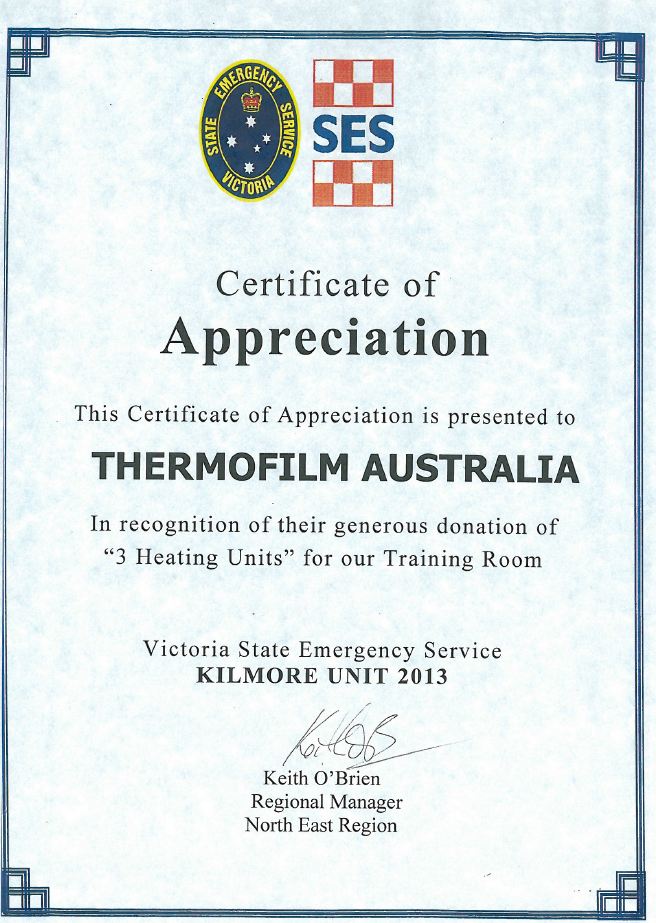 STATE EMERGENCY SERVICE
VICTORIA
SES
Certificate of
Appreciation
This Certificate of Appreciation is presented to
THERMOFILM AUSTRALIA
In recognition of their generous donation of
“3 Heating Units” for our Training Room
Victoria State Emergency Service
KILMORE UNIT 2013
Keith O’Brien
Regional Manager
North East Region